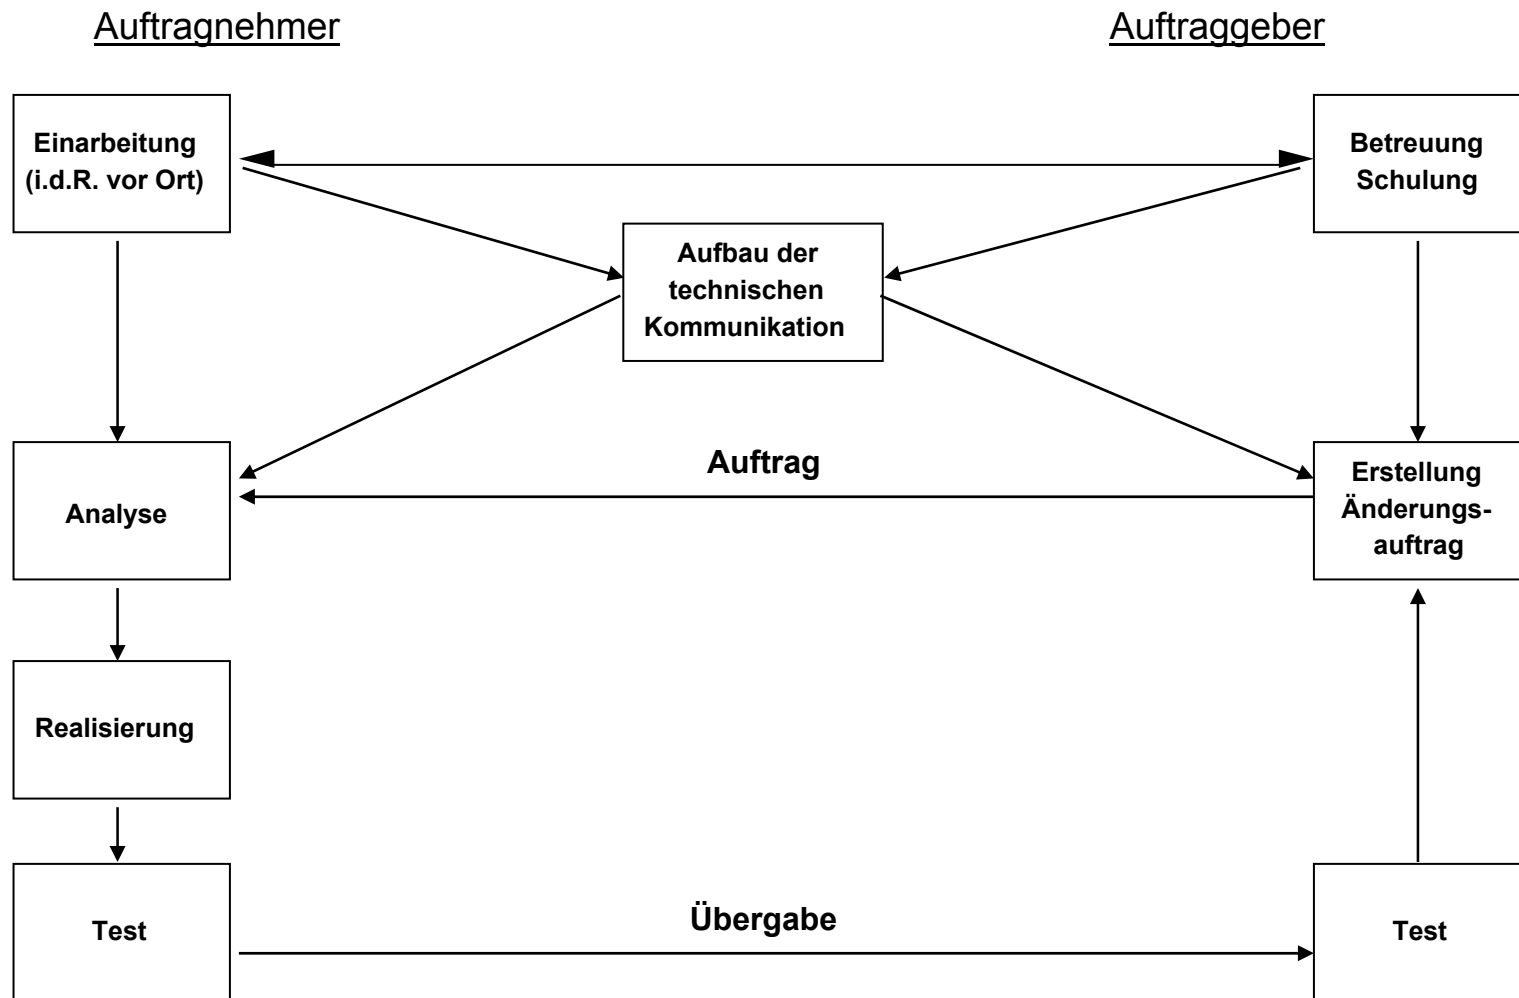 Auftragnehmer
Auftraggeber
Einarbeitung
(i.d.R. vor Ort)
Betreuung
Schulung
Aufbau der
technischen
Kommunikation
Auftrag
Analyse
Erstellung
Änderungs-
auftrag
Realisierung
Übergabe
Test
Test